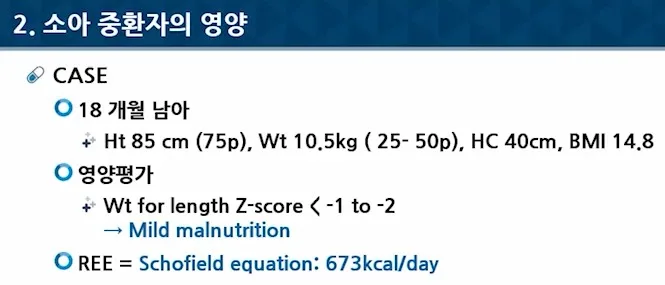 2. 소아 중환자의 영양
CASE
18 개월 남아
Ht 85 cm (75p), Wt 10.5kg ( 25- 50p), HC 40cm, BMI 14.8
영양평가
Wt for length Z-score < -1 to -2
→ Mild malnutrition
REE = Schofield equation: 673kcal/day